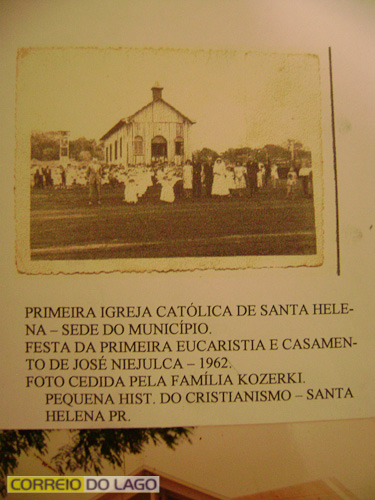 PRIMEIRA IGREJA CATÓLICA DE SANTA HELE-
NA – SEDE DO MUNICÍPIO.
FESTA DA PRIMEIRA EUCARISTIA E CASAMEN-
TO DE JOSÉ NIEJULCA – 1962.
FOTO CEDIDA PELA FAMÍLIA KOZERKI.
PEQUENA HIST. DO CRISTIANISMO – SANTA
HELENA PR.
CORREIO DO LAGO